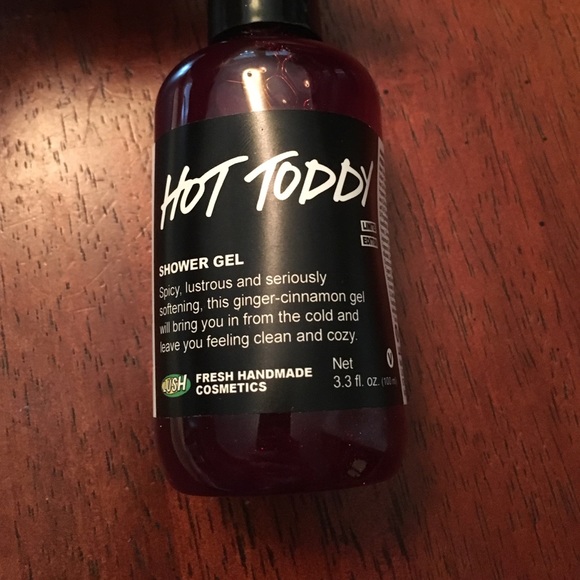 HOT TODDY
SHOWER GEL
Spicy, lustrous and seriously
softening, this ginger-cinnamon gel
will bring you in from the cold and
leave you feeling clean and cozy.
LUSH
FRESH HANDMADE
COSMETICS
Net
3.3 fl. oz.